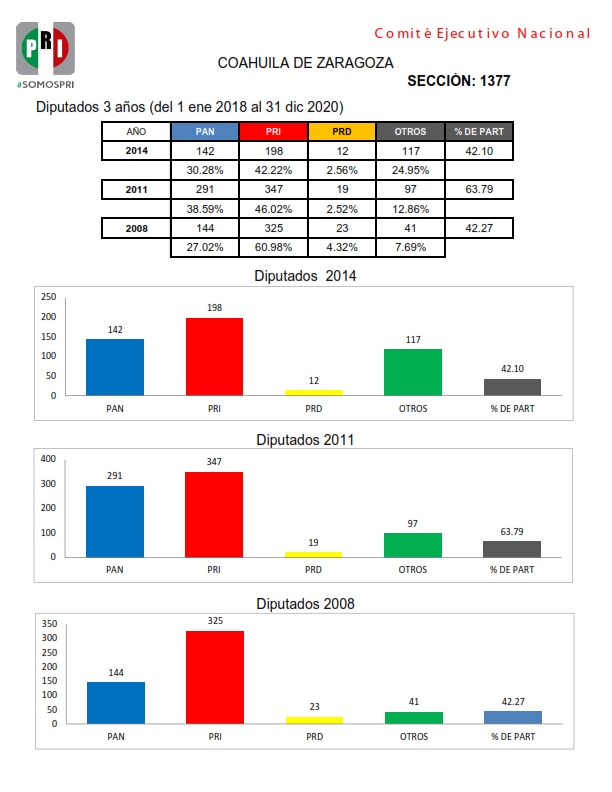 PRI
#SOMOSPRI
Comité Ejecutivo Nacional
COAHUILA DE ZARAGOZA
SECCIÓN: 1377
Diputados 3 años (del 1 ene 2018 al 31 dic 2020)
AÑO PAN PRI PRD OTROS % DE PART
2014 142 198 12 117 42.10
30.28% 42.22% 2.56% 24.95%
2011 291 347 19 97 63.79
38.59% 46.02% 2.52% 12.86%
2008 144 325 23 41 42.27
27.02% 60.98% 4.32% 7.69%
Diputados 2014
250
200
150
100
50
0
142
198
12
117
42.10
PAN PRI PRD OTROS % DE PART
Diputados 2011
400
300
200
100
0
291
347
19
97
63.79
PAN PRI PRD OTROS % DE PART
Diputados 2008
350
300
250
200
150
100
50
0
144
325
23
41
42.27
PAN PRI PRD OTROS % DE PART